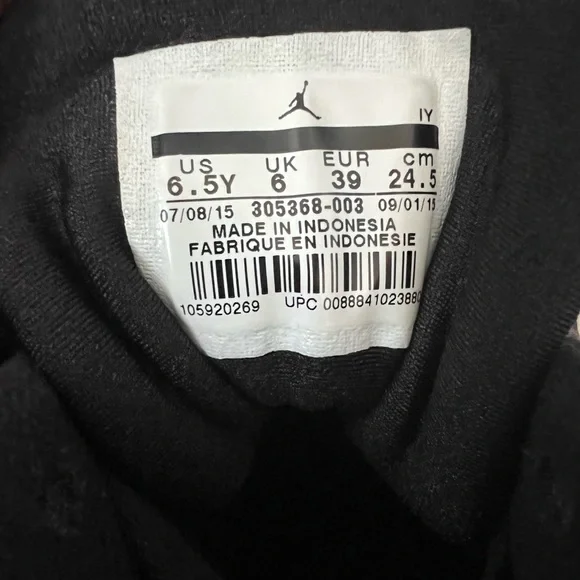 IY
US UK EUR cm
6.5Y 6 39 24.5
07/08/15 305368-003 09/01/15
MADE IN INDONESIA
FABRIQUE EN INDONESIE
105920269 UPC 00888410238